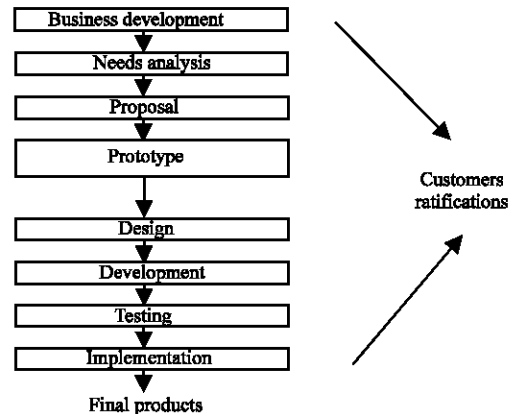 Business development
Needs analysis
Proposal
Prototype
Customers
ratifications
Design
Development
Testing
Implementation
Final products